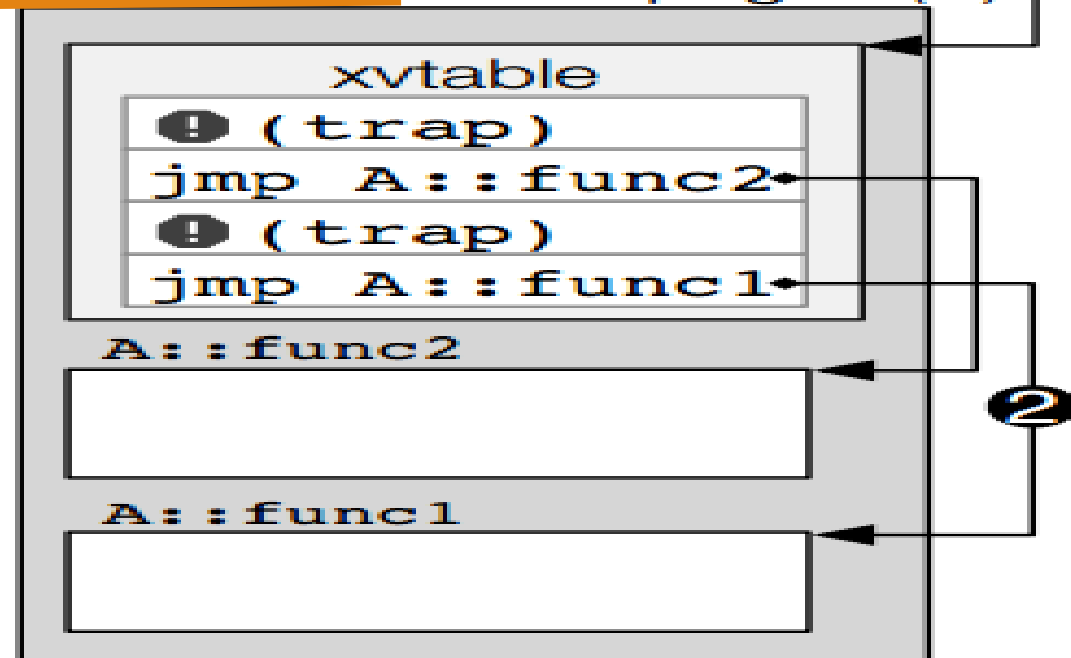 xvtable
! (trap)
jmp A::func2
! (trap)
jmp A::func1
A::func2
2
A::func1